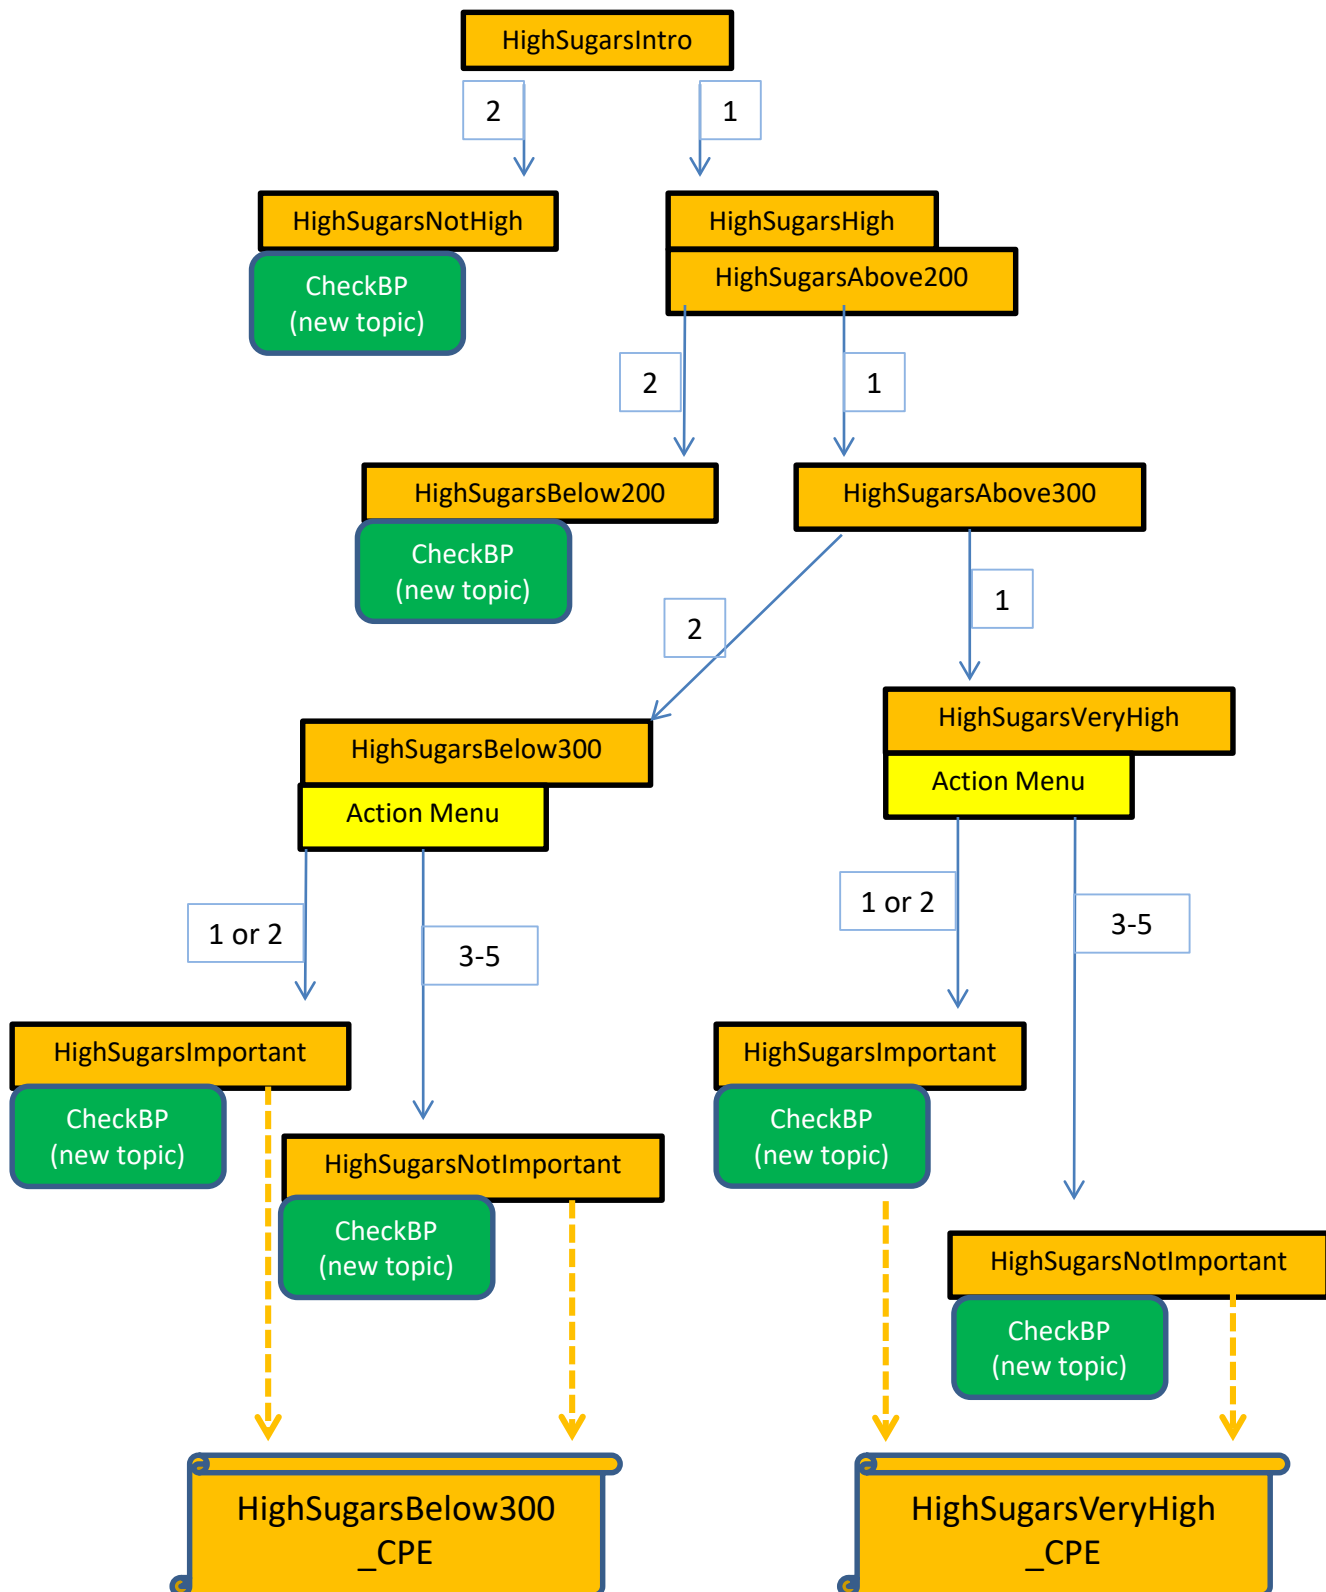 HighSugarsIntro
2
1
HighSugarsNotHigh
HighSugarsHigh
CheckBP
(new topic)
HighSugarsAbove200
2
1
HighSugarsBelow200
HighSugarsAbove300
CheckBP
(new topic)
2
1
HighSugarsBelow300
HighSugarsVeryHigh
Action Menu
Action Menu
1 or 2
3-5
1 or 2
3-5
HighSugarsImportant
HighSugarsImportant
CheckBP
(new topic)
CheckBP
(new topic)
HighSugarsNotImportant
CheckBP
(new topic)
HighSugarsNotImportant
CheckBP
(new topic)
HighSugarsBelow300
_CPE
HighSugarsVeryHigh
_CPE